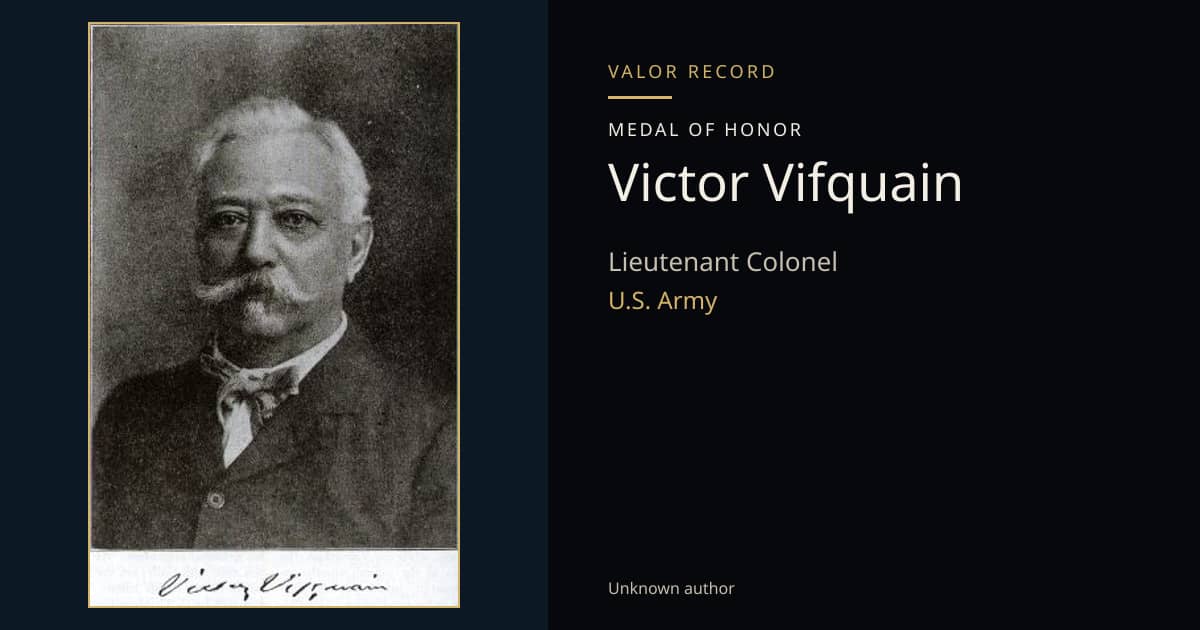 VALOR RECORD
MEDAL OF HONOR
Victor Vifquain
Lieutenant Colonel
U.S. Army
Victor Vifquain
Unknown author